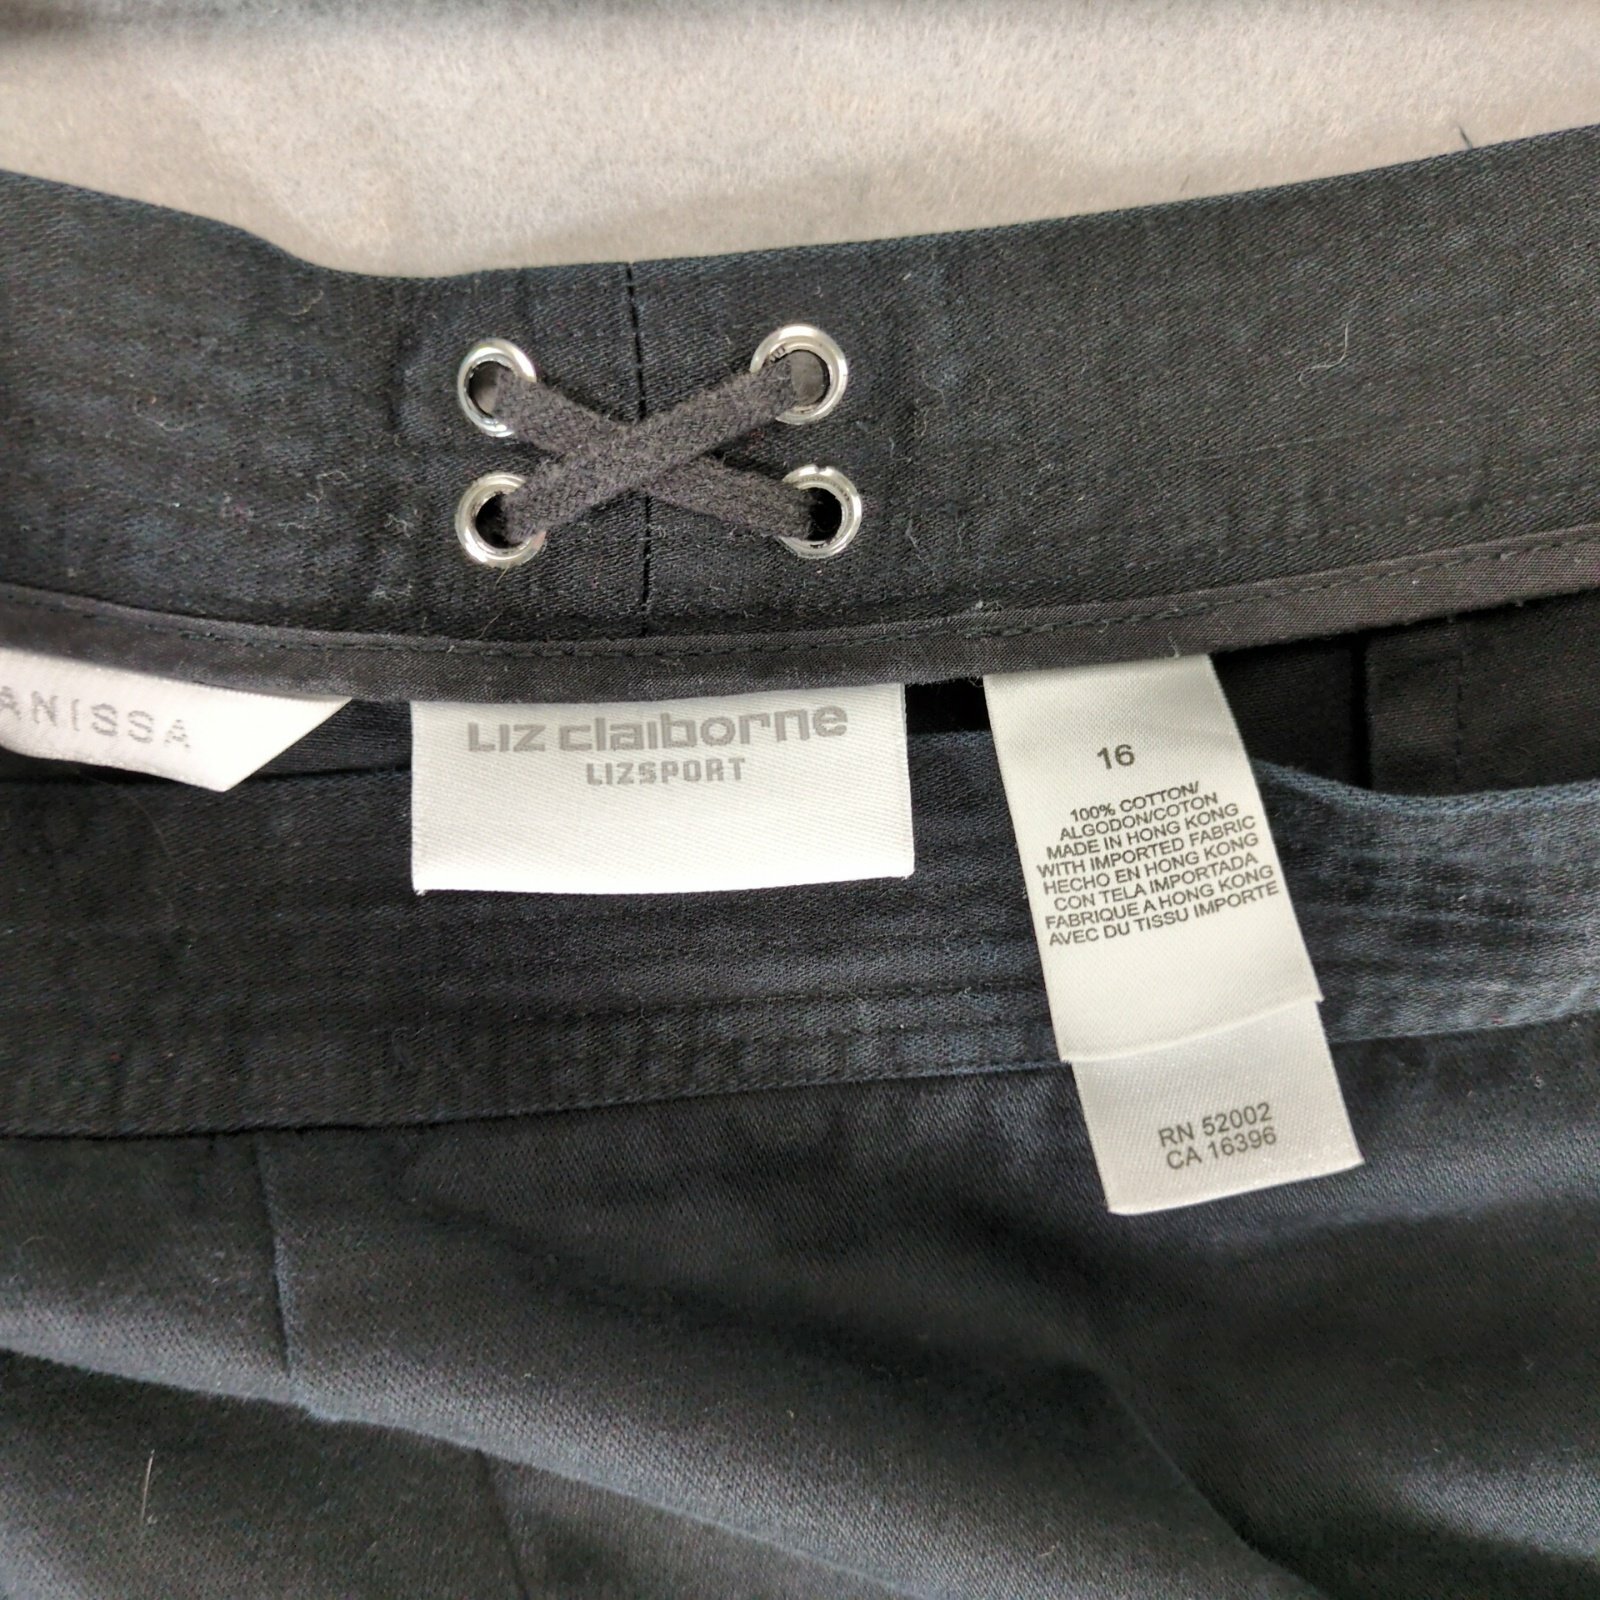 ANISSA
LIZ claiborne
LIZSPORT
16
100% COTTON/
ALGODON/COTON
MADE IN HONG KONG
WITH IMPORTED FABRIC
HECHO EN HONG KONG
CON TELA IMPORTADA
FABRIQUE A HONG KONG
AVEC DU TISSU IMPORTE
RN 52002
CA 16396